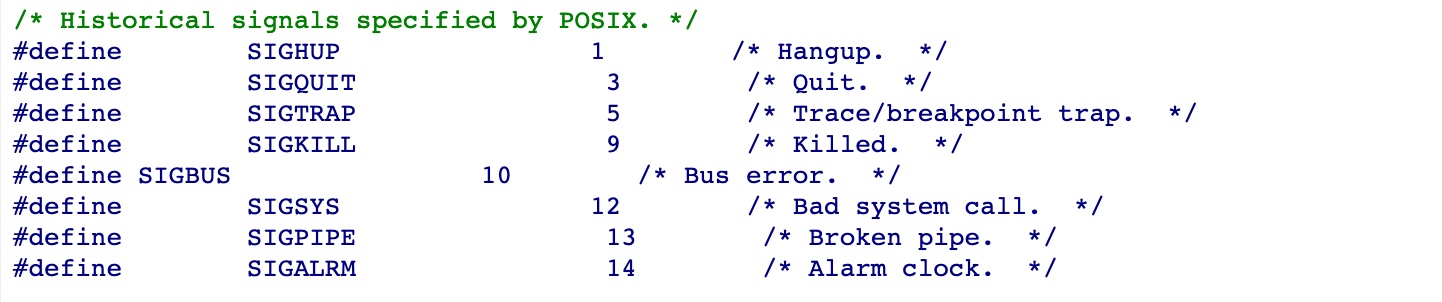 /* Historical signals specified by POSIX. */
#define        SIGHUP                1        /* Hangup.  */
#define        SIGQUIT                3        /* Quit.  */
#define        SIGTRAP                5        /* Trace/breakpoint trap.  */
#define        SIGKILL                9        /* Killed.  */
#define SIGBUS                10        /* Bus error.  */
#define        SIGSYS                12        /* Bad system call.  */
#define        SIGPIPE                13        /* Broken pipe.  */
#define        SIGALRM                14        /* Alarm clock.  */